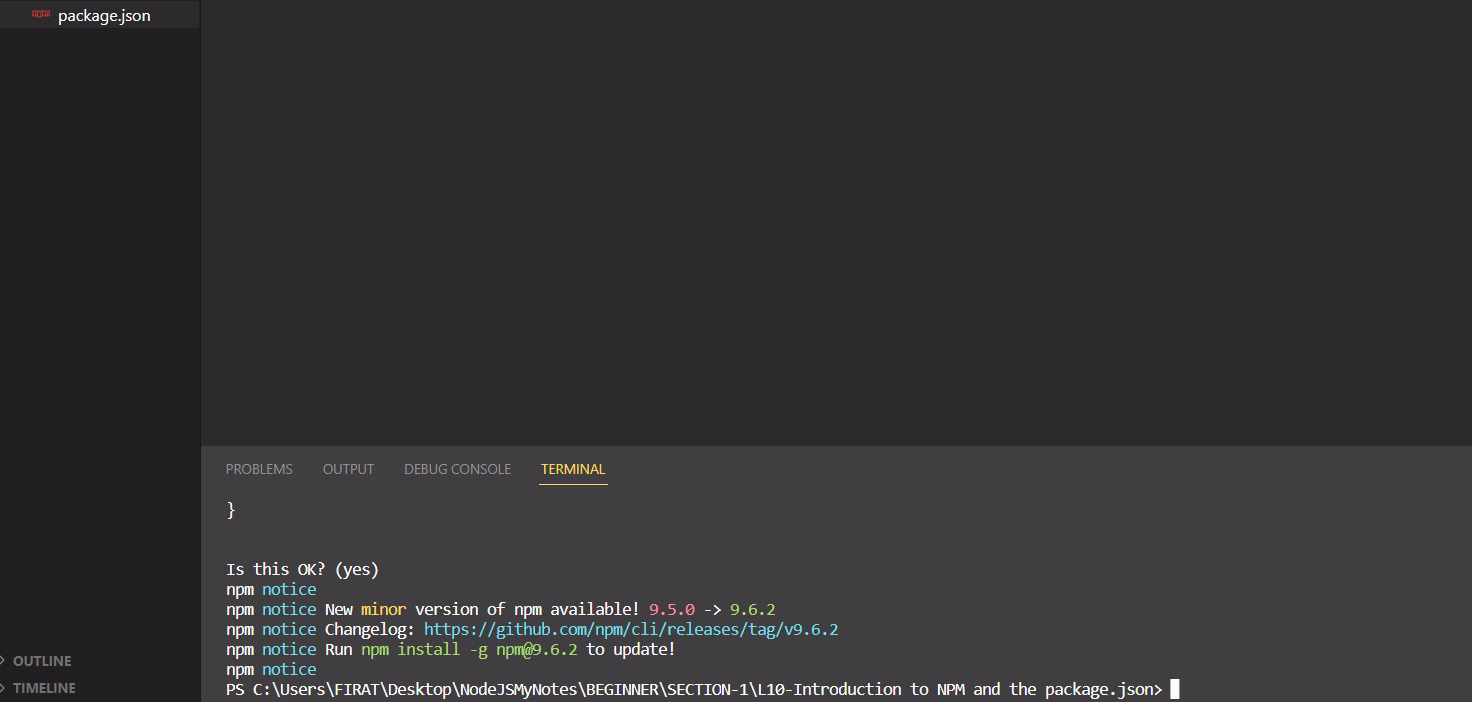 package.json
PROBLEMS OUTPUT DEBUG CONSOLE TERMINAL
}
Is this OK? (yes)
npm notice
npm notice New minor version of npm available! 9.5.0 -> 9.6.2
npm notice Changelog: https://github.com/npm/cli/releases/tag/v9.6.2
npm notice Run npm install -g npm@9.6.2 to update!
npm notice
PS C:\Users\FIRAT\Desktop\NodeJSMyNotes\BEGINNER\SECTION-1\L10-Introduction to NPM and the package.json>
OUTLINE
TIMELINE